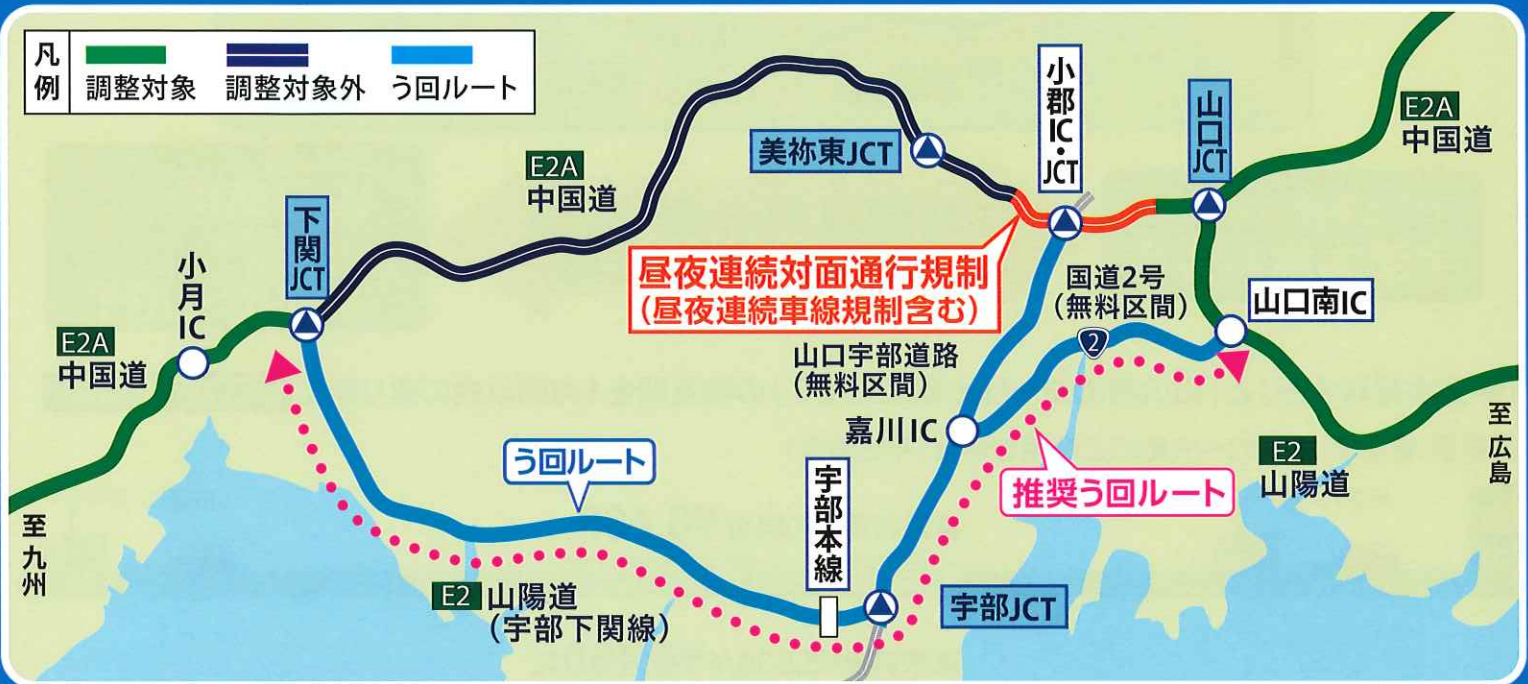 凡例
調整対象
調整対象外
う回ルート
小郡IC・JCT
山口JCT
E2A
中国道
美祢東JCT
E2A
中国道
下関JCT
小月IC
E2A
中国道
昼夜連続対面通行規制
(昼夜連続車線規制含む)
国道2号
(無料区間)
2
山口南IC
山口宇部道路
(無料区間)
嘉川IC
う回ルート
宇部本線
推奨う回ルート
E2
山陽道
至広島
至九州
E2 山陽道
(宇部下関線)
宇部JCT